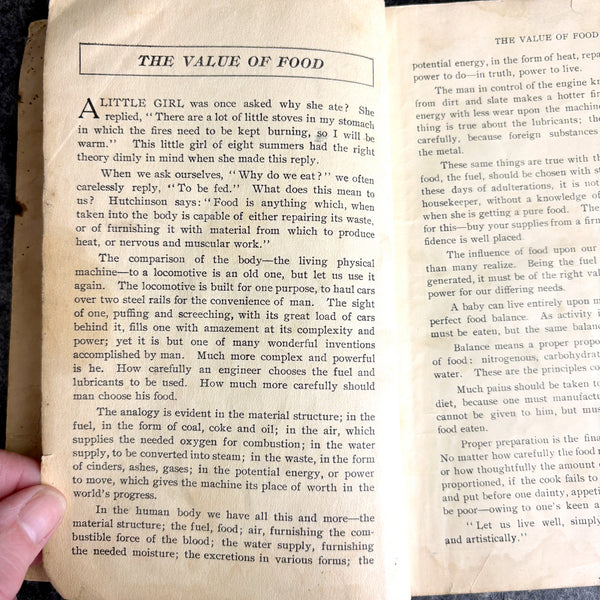 THE VALUE OF FOOD
A LITTLE GIRL was once asked why she ate? She
replied, "There are a lot of little stoves in my stomach
in which the fires need to be kept burning, so I will be
warm." This little girl of eight summers had the right
theory dimly in mind when she made this reply.
When we ask ourselves, "Why do we eat?" we often
carelessly reply, "To be fed." What does this mean to
us? Hutchinson says: "Food is anything which, when
taken into the body is capable of either repairing its waste,
or of furnishing it with material from which to produce
heat, or nervous and muscular work."
The comparison of the body—the living physical
machine—to a locomotive is an old one, but let us use it
again. The locomotive is built for one purpose, to haul cars
over two steel rails for the convenience of man. The sight
of one, puffing and screeching, with its great load of cars
behind it, fills one with amazement at its complexity and
power; yet it is but one of many wonderful inventions
accomplished by man. Much more complex and powerful
is he. How carefully an engineer chooses the fuel and
lubricants to be used. How much more carefully should
man choose his food.
The analogy is evident in the material structure; in the
fuel, in the form of coal, coke and oil; in the air, which
supplies the needed oxygen for combustion; in the water
supply, to be converted into steam; in the waste, in the form
of cinders, ashes, gases; in the potential energy, or power
to move, which gives the machine its place of worth in the
world's progress.
In the human body we have all this and more—the
material structure; the fuel, food; air, furnishing the com-
bustible force of the blood; the water supply, furnishing
the needed moisture; the excretions in various forms; the
THE VALUE OF FOOD
potential energy, in the form of heat, repa
power to do—in truth, power to live.
The man in control of the engine kn
from dirt and slate makes a hotter fir
energy with less wear upon the machin
thing is true about the lubricants; the
carefully, because foreign substances
the metal.
These same things are true with th
food, the fuel, should be chosen with st
these days of adulterations, it is not
housekeeper, without a knowledge of
when she is getting a pure food. The
for this—buy your supplies from a firm
fidence is well placed.
The influence of food upon our
than many realize. Being the fuel
generated, it must be of the right val
power for our differing needs.
A baby can live entirely upon m
perfect food balance. As activity i
must be eaten, but the same balan
Balance means a proper propo
of food: nitrogenous, carbohydrat
water. These are the principles co
Much pains should be taken to
diet, because one must manufactu
cannot be given to him, but mus
food eaten.
Proper preparation is the fina
No matter how carefully the food m
or how thoughtfully the amount o
proportioned, if the cook fails to
and put before one dainty, appetiz
be poor—owing to one's keen a
"Let us live well, simply
and artistically."